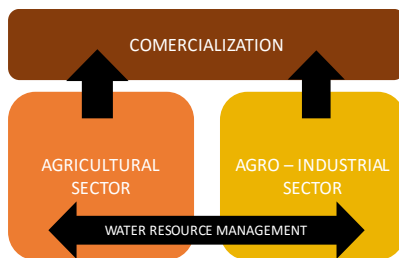 COMERCIALIZATION
AGRICULTURAL
SECTOR
AGRO – INDUSTRIAL
SECTOR
WATER RESOURCE MANAGEMENT